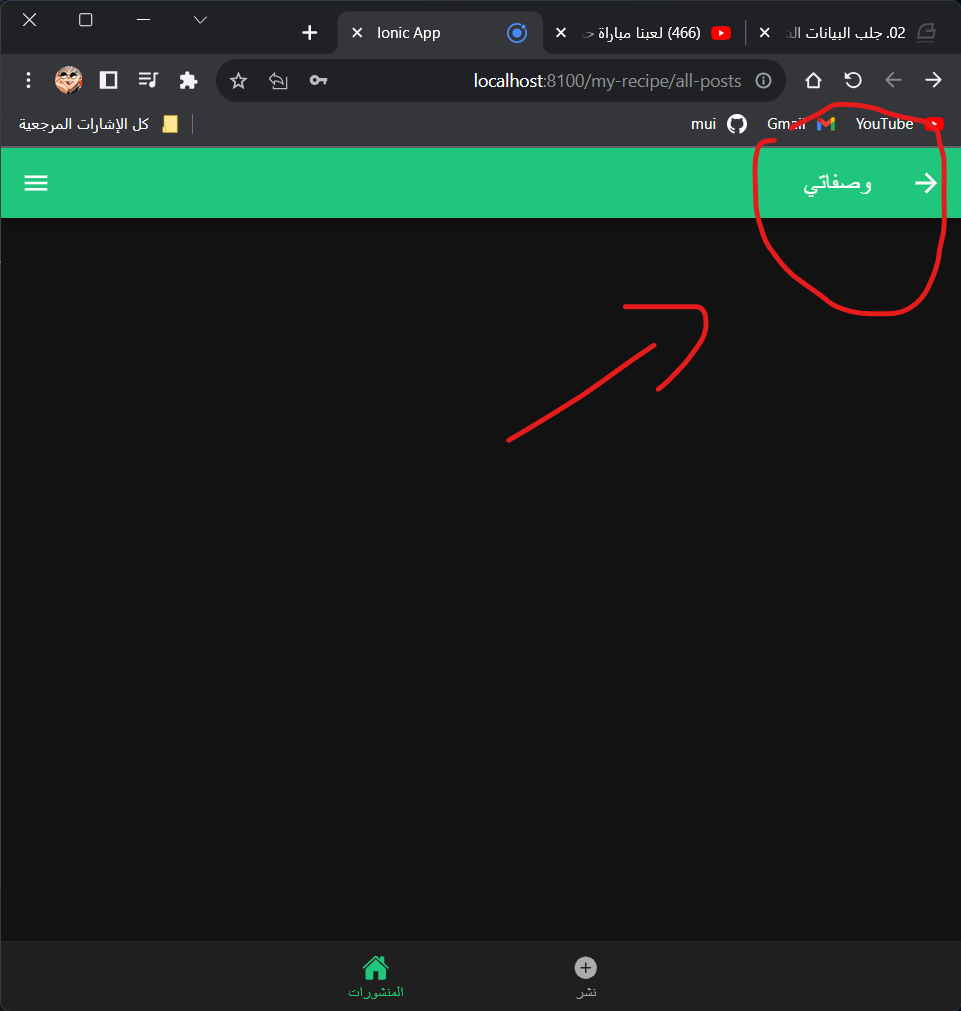 Ionic App
(466) لعبنا مباراة حـ
02. جلب البيانات الـ
localhost:8100/my-recipe/all-posts
YouTube
Gmail
mui
كل الإشارات المرجعية
وصفاتي
المنشورات
نشر